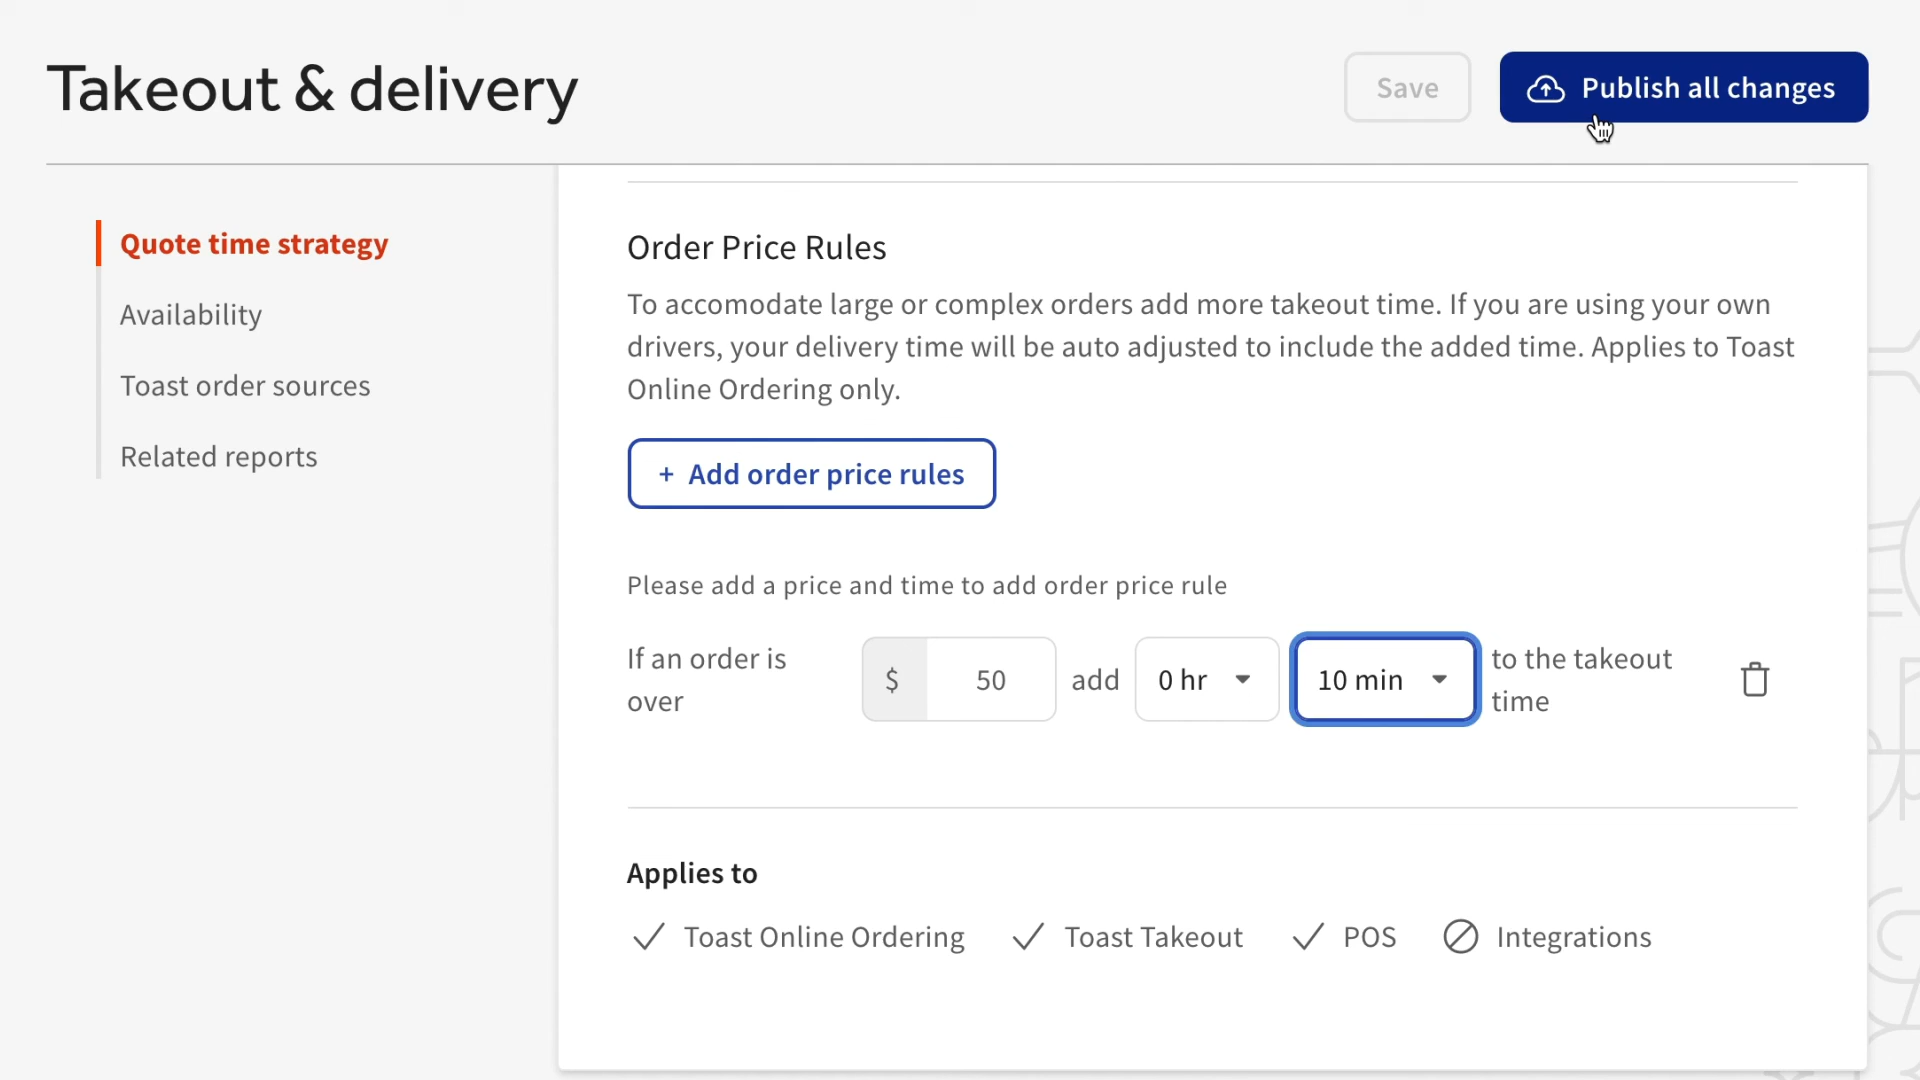 Takeout & delivery
Save
Publish all changes
Quote time strategy
Availability
Toast order sources
Related reports
Order Price Rules
To accomodate large or complex orders add more takeout time. If you are using your own
drivers, your delivery time will be auto adjusted to include the added time. Applies to Toast
Online Ordering only.
+ Add order price rules
Please add a price and time to add order price rule
If an order is
over
$ 50 add 0 hr 10 min
to the takeout
time
Applies to
Toast Online Ordering Toast Takeout POS Integrations